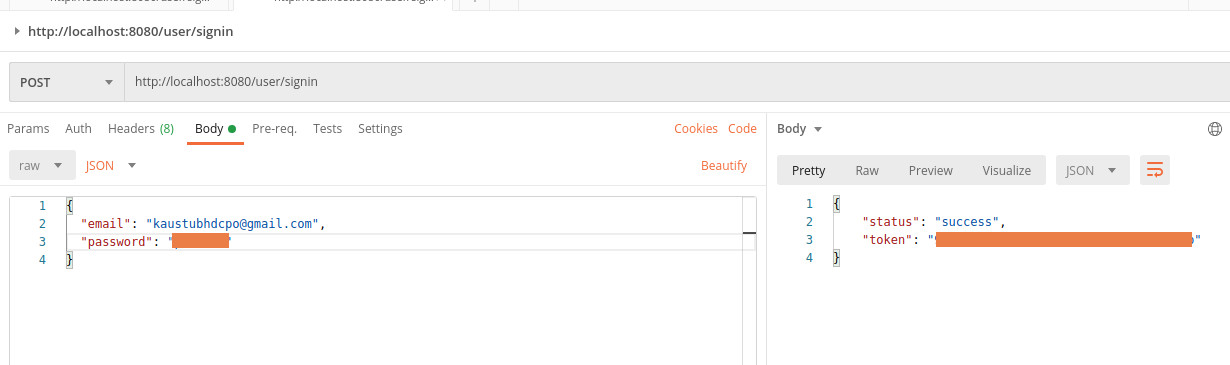 http://localhost:8080/user/signin
POST http://localhost:8080/user/signin
Params Auth Headers (8) Body Pre-req. Tests Settings Cookies Code
raw JSON Beautify
1 {
2 "email": "kaustubhdcpo@gmail.com",
3 "password": "
4 }
Body
Pretty Raw Preview Visualize JSON
1 {
2 "status": "success",
3 "token": "
4 }